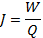 J = W/Q